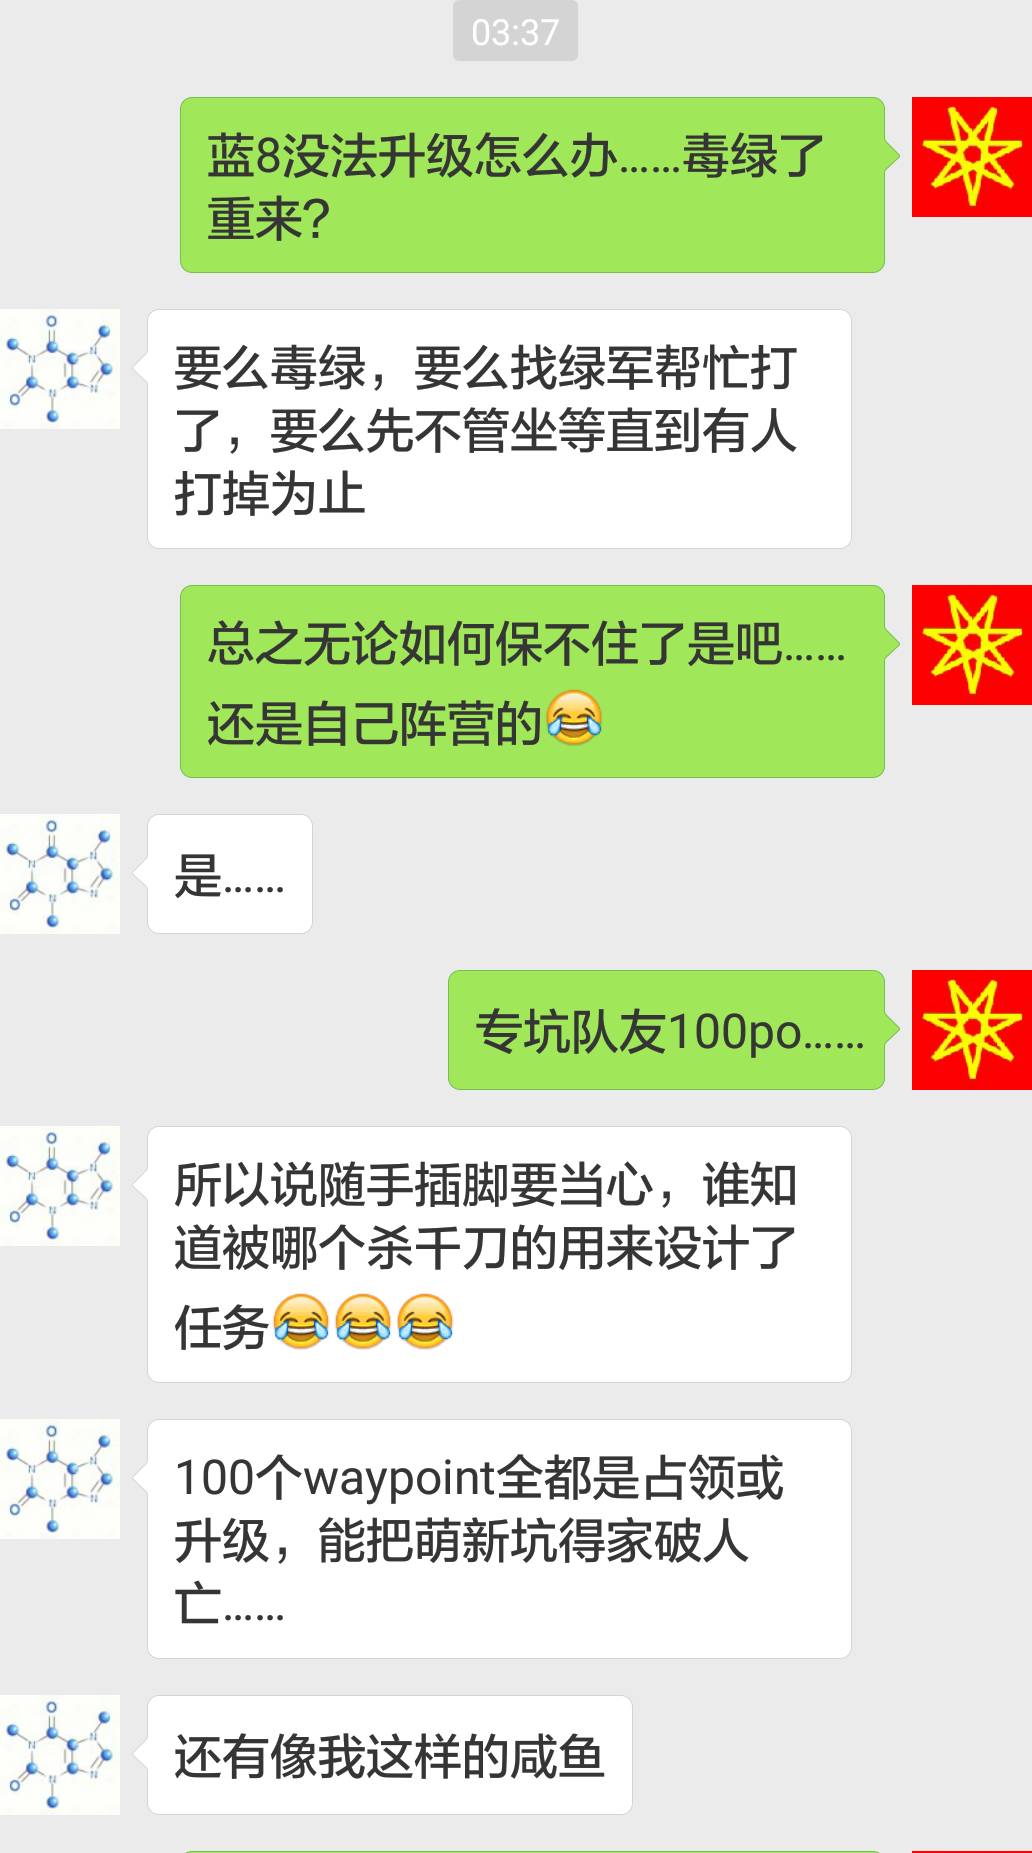 03:37
蓝8没法升级怎么办……毒绿了
重来?
要么毒绿，要么找绿军帮忙打
了，要么先不管坐等直到有人
打掉为止
总之无论如何保不住了是吧……
还是自己阵营的😂
是……
专坑队友100po……
所以说随手插脚要当心，谁知
道被哪个杀千刀的用来设计了
任务😂😂😂
100个waypoint全都是占领或
升级，能把萌新坑得家破人
亡……
还有像我这样的咸鱼